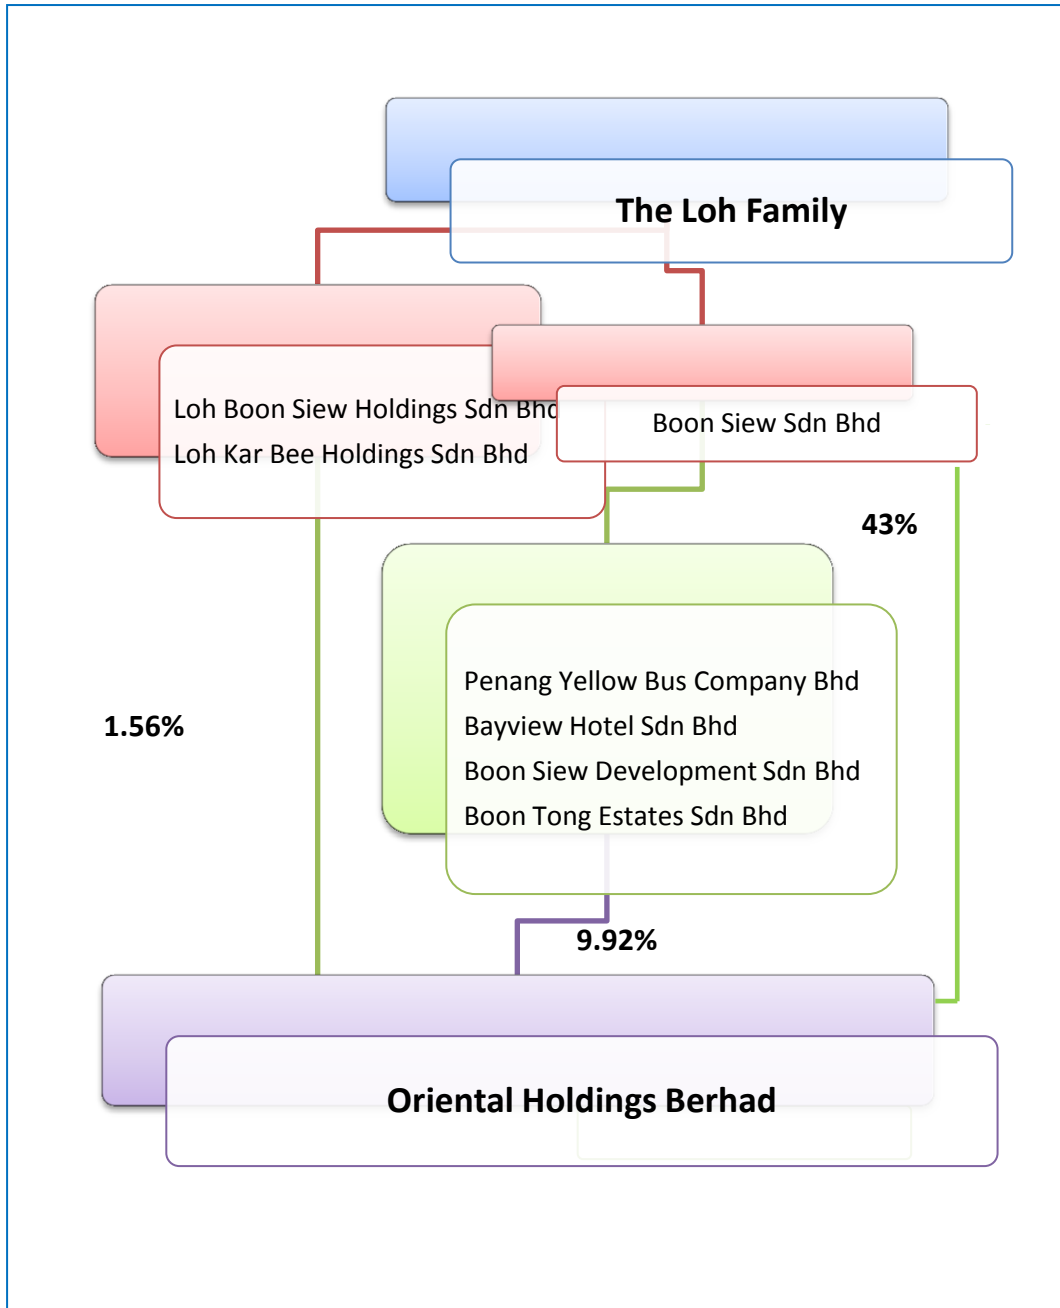 The Loh Family
Loh Boon Siew Holdings Sdn Bhd
Loh Kar Bee Holdings Sdn Bhd
Boon Siew Sdn Bhd
43%
Penang Yellow Bus Company Bhd
Bayview Hotel Sdn Bhd
Boon Siew Development Sdn Bhd
Boon Tong Estates Sdn Bhd
1.56%
9.92%
Oriental Holdings Berhad